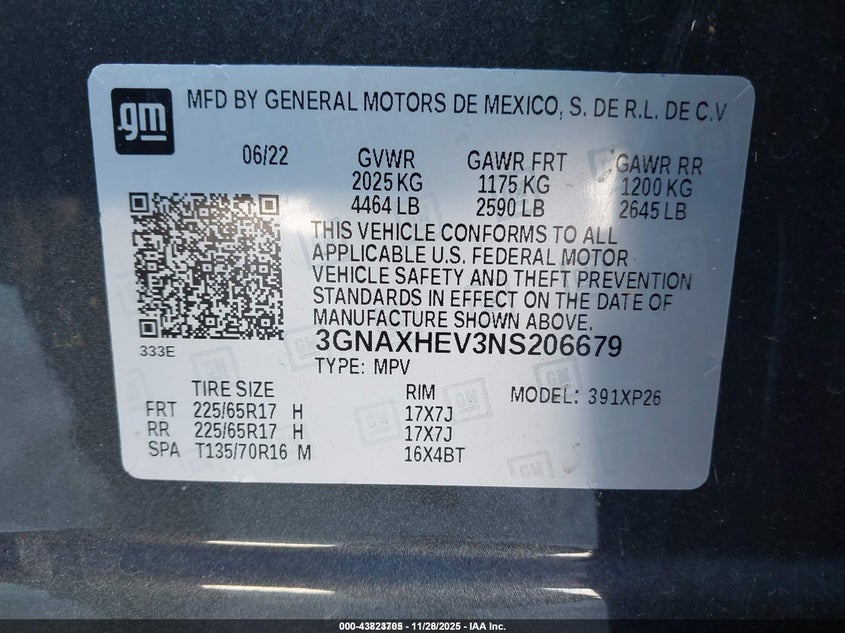 gm
MFD BY GENERAL MOTORS DE MEXICO, S. DE R.L. DE C.V
06/22 GVWR GAWR FRT GAWR RR
2025 KG 1175 KG 1200 KG
4464 LB 2590 LB 2645 LB
THIS VEHICLE CONFORMS TO ALL
APPLICABLE U.S. FEDERAL MOTOR
VEHICLE SAFETY AND THEFT PREVENTION
STANDARDS IN EFFECT ON THE DATE OF
MANUFACTURE SHOWN ABOVE.
333E
3GNAXHEV3NS206679
TYPE: MPV
TIRE SIZE RIM MODEL: 391XP26
FRT 225/65R17 H 17X7J
RR 225/65R17 H 17X7J
SPA T135/70R16 M 16X4BT
11/28/2025 - IAA Inc.